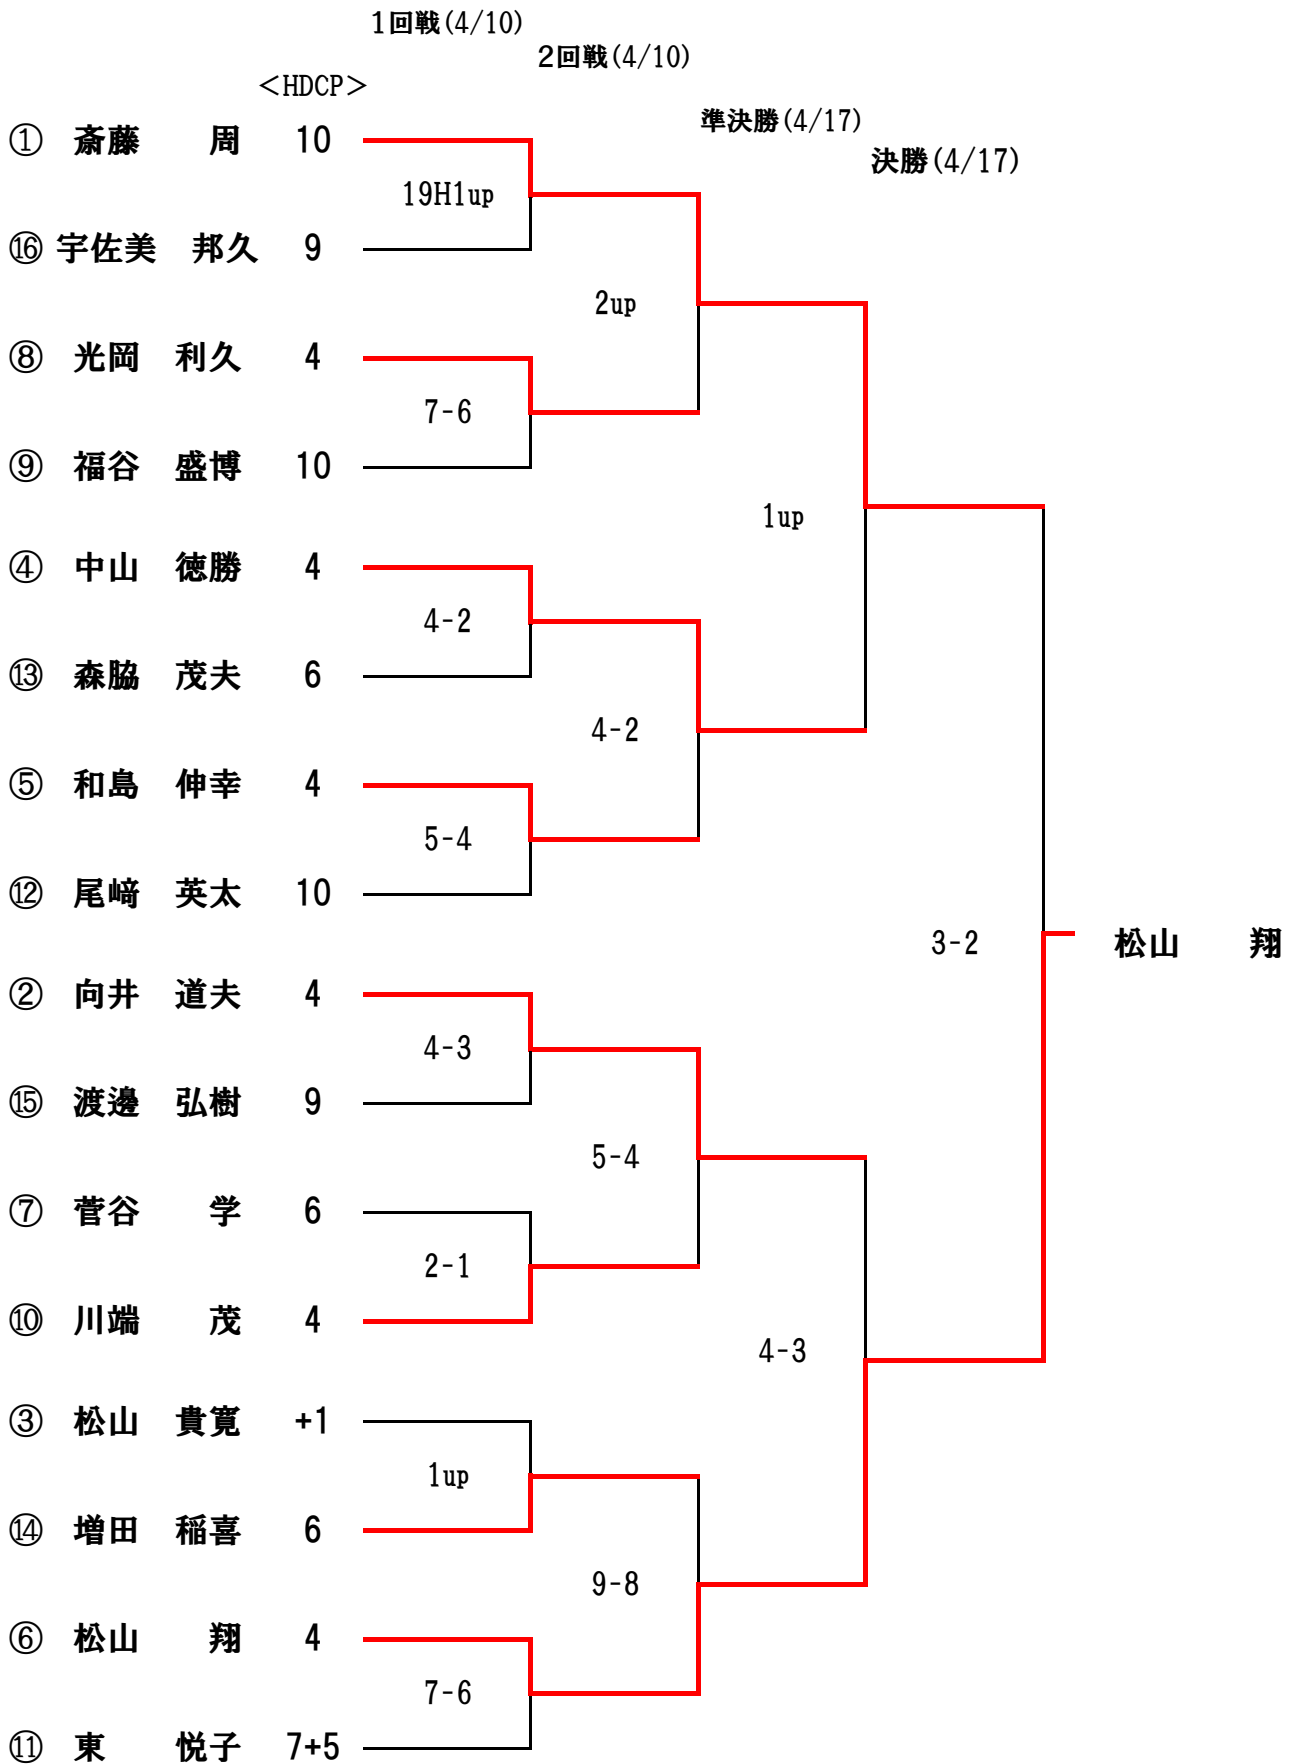 1回戦(4/10)
2回戦(4/10)
<HDCP>
準決勝(4/17)
① 斎藤 周 10
決勝(4/17)
19H1up
⑯ 宇佐美 邦久 9
2up
⑧ 光岡 利久 4
7-6
⑨ 福谷 盛博 10
1up
④ 中山 徳勝 4
4-2
⑬ 森脇 茂夫 6
4-2
⑤ 和島 伸幸 4
5-4
⑫ 尾﨑 英太 10
3-2
松山 翔
② 向井 道夫 4
4-3
⑮ 渡邊 弘樹 9
5-4
⑦ 菅谷 学 6
2-1
⑩ 川端 茂 4
4-3
③ 松山 貴寛 +1
1up
⑭ 増田 稲喜 6
9-8
⑥ 松山 翔 4
7-6
⑪ 東 悦子 7+5